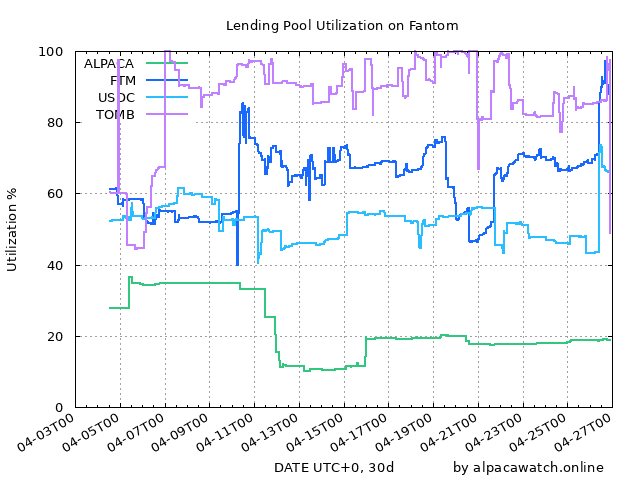 Lending Pool Utilization on Fantom
Utilization %
100
80
60
40
20
0
ALPACA
FTM
USDC
TOMB
04-03T00
04-05T00
04-07T00
04-09T00
04-11T00
04-13T00
04-15T00
04-17T00
04-19T00
04-21T00
04-23T00
04-25T00
04-27T00
DATE UTC+0, 30d
by alpacawatch.online